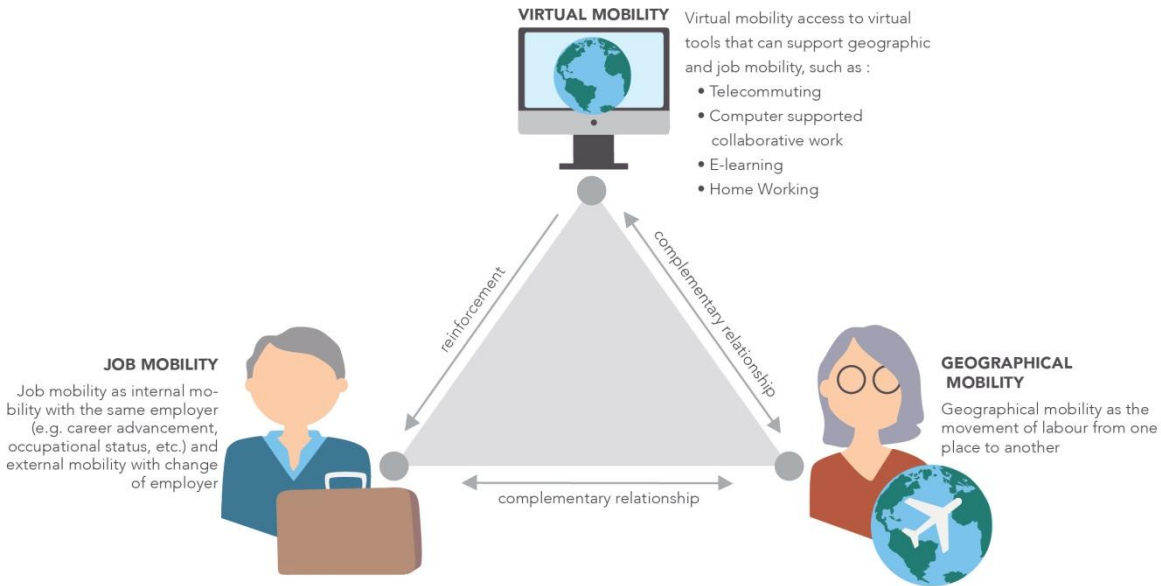 VIRTUAL MOBILITY
Virtual mobility access to virtual
tools that can support geographic
and job mobility, such as :
• Telecommuting
• Computer supported
collaborative work
• E-learning
• Home Working
reinforcement
complementary relationship
JOB MOBILITY
Job mobility as internal mo-
bility with the same employer
(e.g. career advancement,
occupational status, etc.) and
external mobility with change
of employer
GEOGRAPHICAL
MOBILITY
Geographical mobility as the
movement of labour from one
place to another
complementary relationship